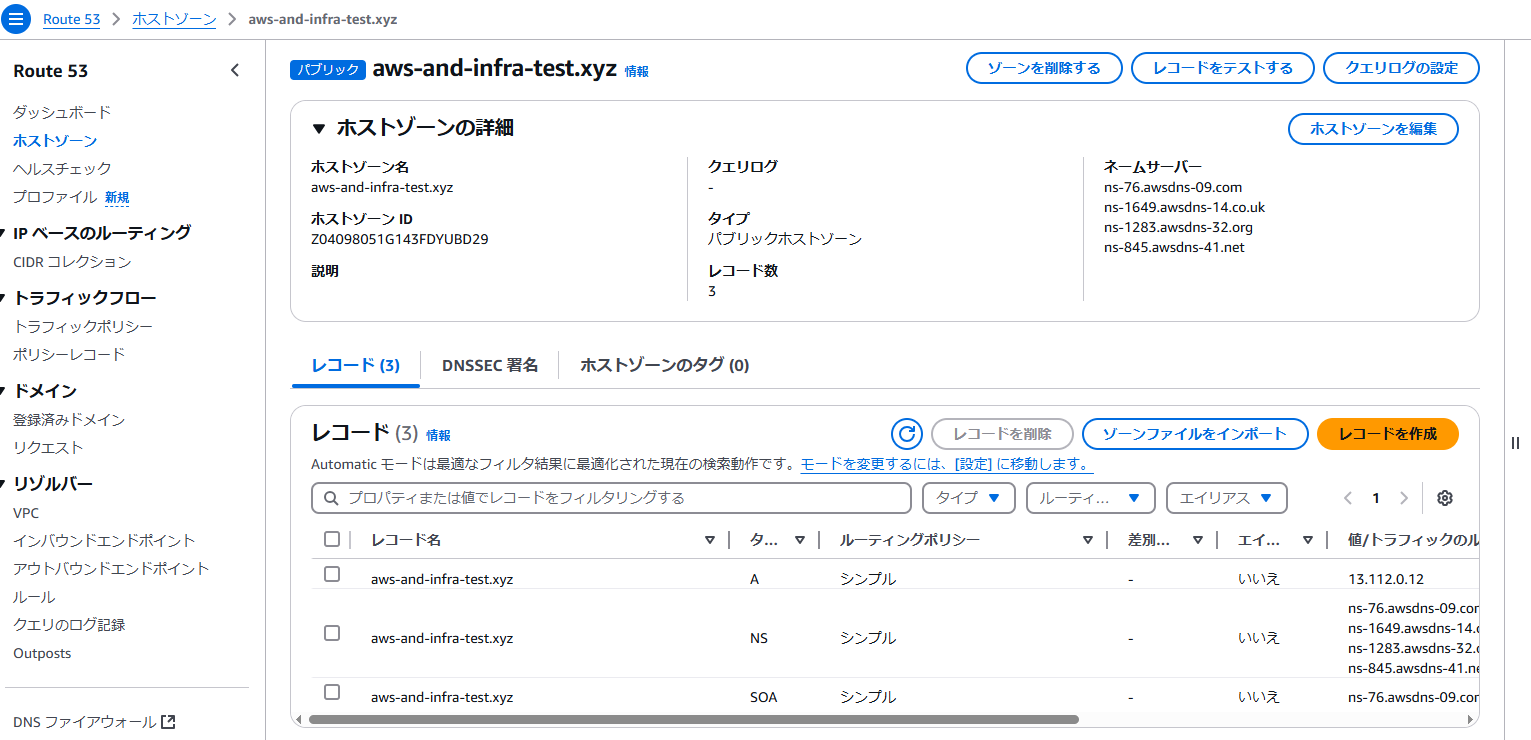 Route 53 > ホストゾーン > aws-and-infra-test.xyz
Route 53
ダッシュボード
ホストゾーン
ヘルスチェック
プロファイル 新規
IP ベースのルーティング
CIDR コレクション
トラフィックフロー
トラフィックポリシー
ポリシーレコード
ドメイン
登録済みドメイン
リクエスト
リゾルバー
VPC
インバウンドエンドポイント
アウトバウンドエンドポイント
ルール
クエリのログ記録
Outposts
DNS ファイアウォール
パブリック aws-and-infra-test.xyz 情報
ゾーンを削除する レコードをテストする クエリログの設定
ホストゾーンの詳細 ホストゾーンを編集
ホストゾーン名
aws-and-infra-test.xyz
ホストゾーン ID
Z04098051G143FDYUBD29
説明
クエリログ
-
タイプ
パブリックホストゾーン
レコード数
3
ネームサーバー
ns-76.awsdns-09.com
ns-1649.awsdns-14.co.uk
ns-1283.awsdns-32.org
ns-845.awsdns-41.net
レコード (3) DNSSEC 署名 ホストゾーンのタグ (0)
レコード (3) 情報 レコードを削除 ゾーンファイルをインポート レコードを作成
Automatic モードは最適なフィルタ結果に最適化された現在の検索動作です。モードを変更するには、[設定] に移動します。
プロパティまたは値でレコードをフィルタリングする タイプ ルーティ... エイリアス 1
レコード名 タ... ルーティングポリシー 差別... エイ... 値/トラフィックのル
aws-and-infra-test.xyz A シンプル - いいえ 13.112.0.12
aws-and-infra-test.xyz NS シンプル - いいえ ns-76.awsdns-09.com
ns-1649.awsdns-14.c
ns-1283.awsdns-32.o
ns-845.awsdns-41.ne
aws-and-infra-test.xyz SOA シンプル - いいえ ns-76.awsdns-09.com